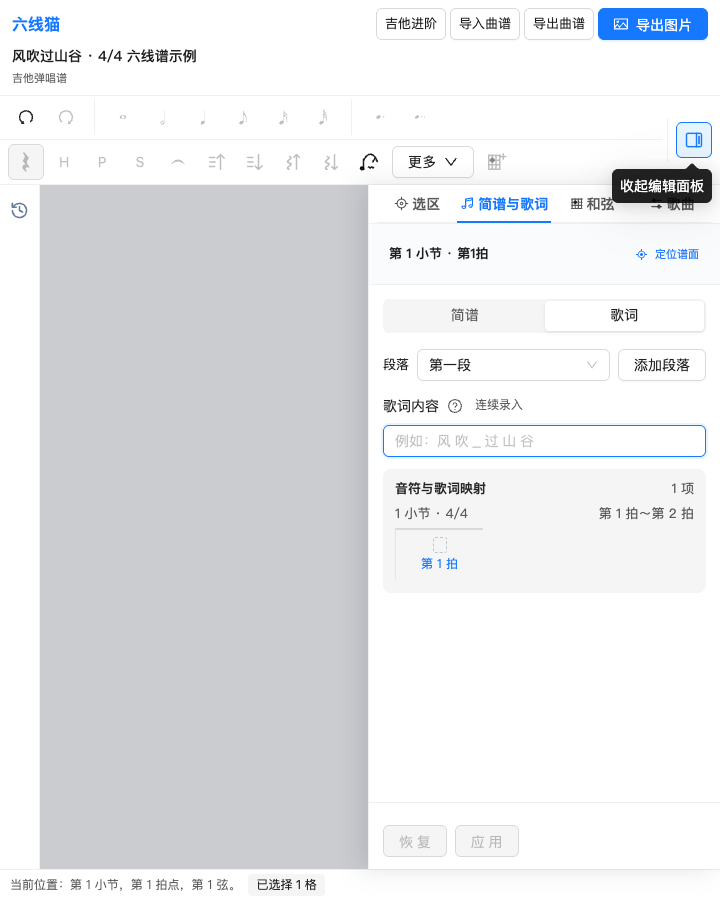 六线猫
吉他进阶 导入曲谱 导出曲谱 导出图片
风吹过山谷 · 4/4 六线谱示例
吉他弹唱谱
H P S 更多
收起编辑面板
选区 简谱与歌词 和弦 歌曲
第 1 小节 · 第1拍 定位谱面
简谱 歌词
段落 第一段 添加段落
歌词内容 连续录入
例如：风 吹 _ 过 山 谷
音符与歌词映射 1 项
1 小节 · 4/4 第 1 拍～第 2 拍
第 1 拍
恢 复 应 用
当前位置：第 1 小节，第 1 拍点，第 1 弦。 已选择 1 格